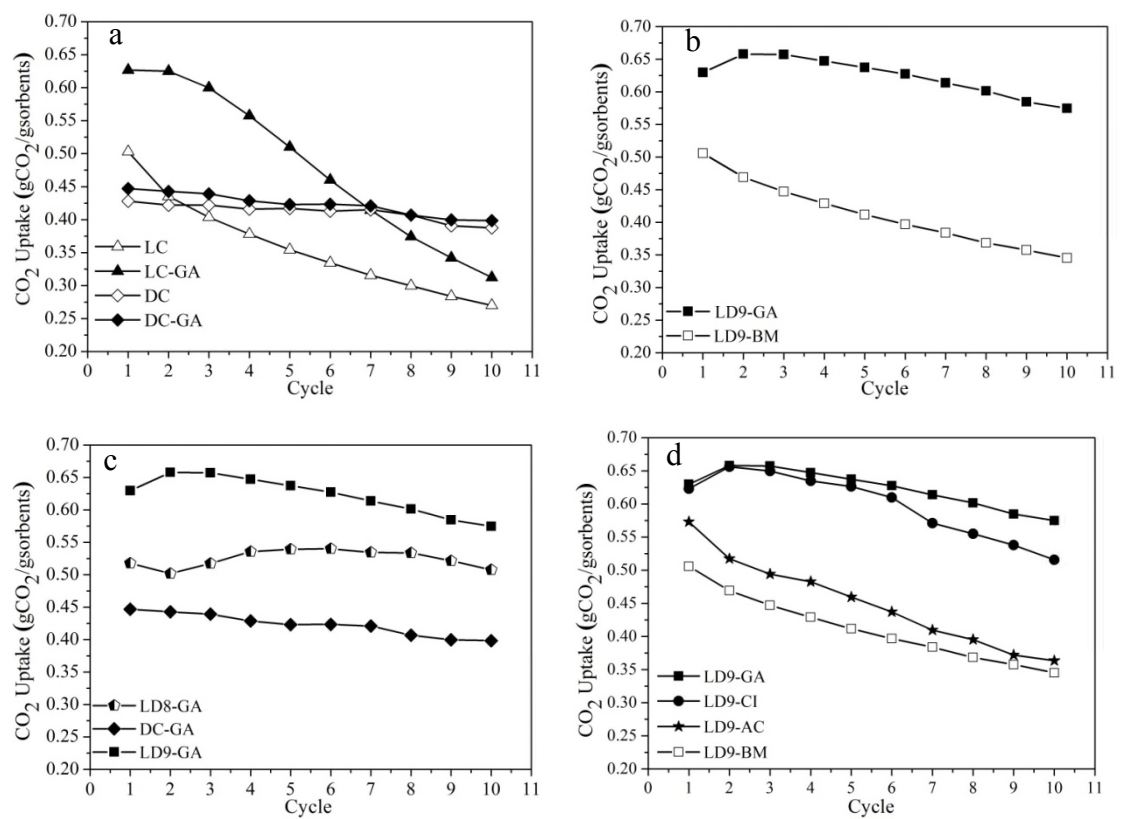 a
CO2 Uptake (gCO2/gsorbents)
0.70
0.65
0.60
0.55
0.50
0.45
0.40
0.35
0.30
0.25
0.20
LC
LC-GA
DC
DC-GA
0 1 2 3 4 5 6 7 8 9 10 11
Cycle
b
CO2 Uptake (gCO2/gsorbents)
0.70
0.65
0.60
0.55
0.50
0.45
0.40
0.35
0.30
0.25
0.20
LD9-GA
LD9-BM
0 1 2 3 4 5 6 7 8 9 10 11
Cycle
c
CO2 Uptake (gCO2/gsorbents)
0.70
0.65
0.60
0.55
0.50
0.45
0.40
0.35
0.30
0.25
0.20
LD8-GA
DC-GA
LD9-GA
0 1 2 3 4 5 6 7 8 9 10 11
Cycle
d
CO2 Uptake (gCO2/gsorbents)
0.70
0.65
0.60
0.55
0.50
0.45
0.40
0.35
0.30
0.25
0.20
LD9-GA
LD9-CI
LD9-AC
LD9-BM
0 1 2 3 4 5 6 7 8 9 10 11
Cycle